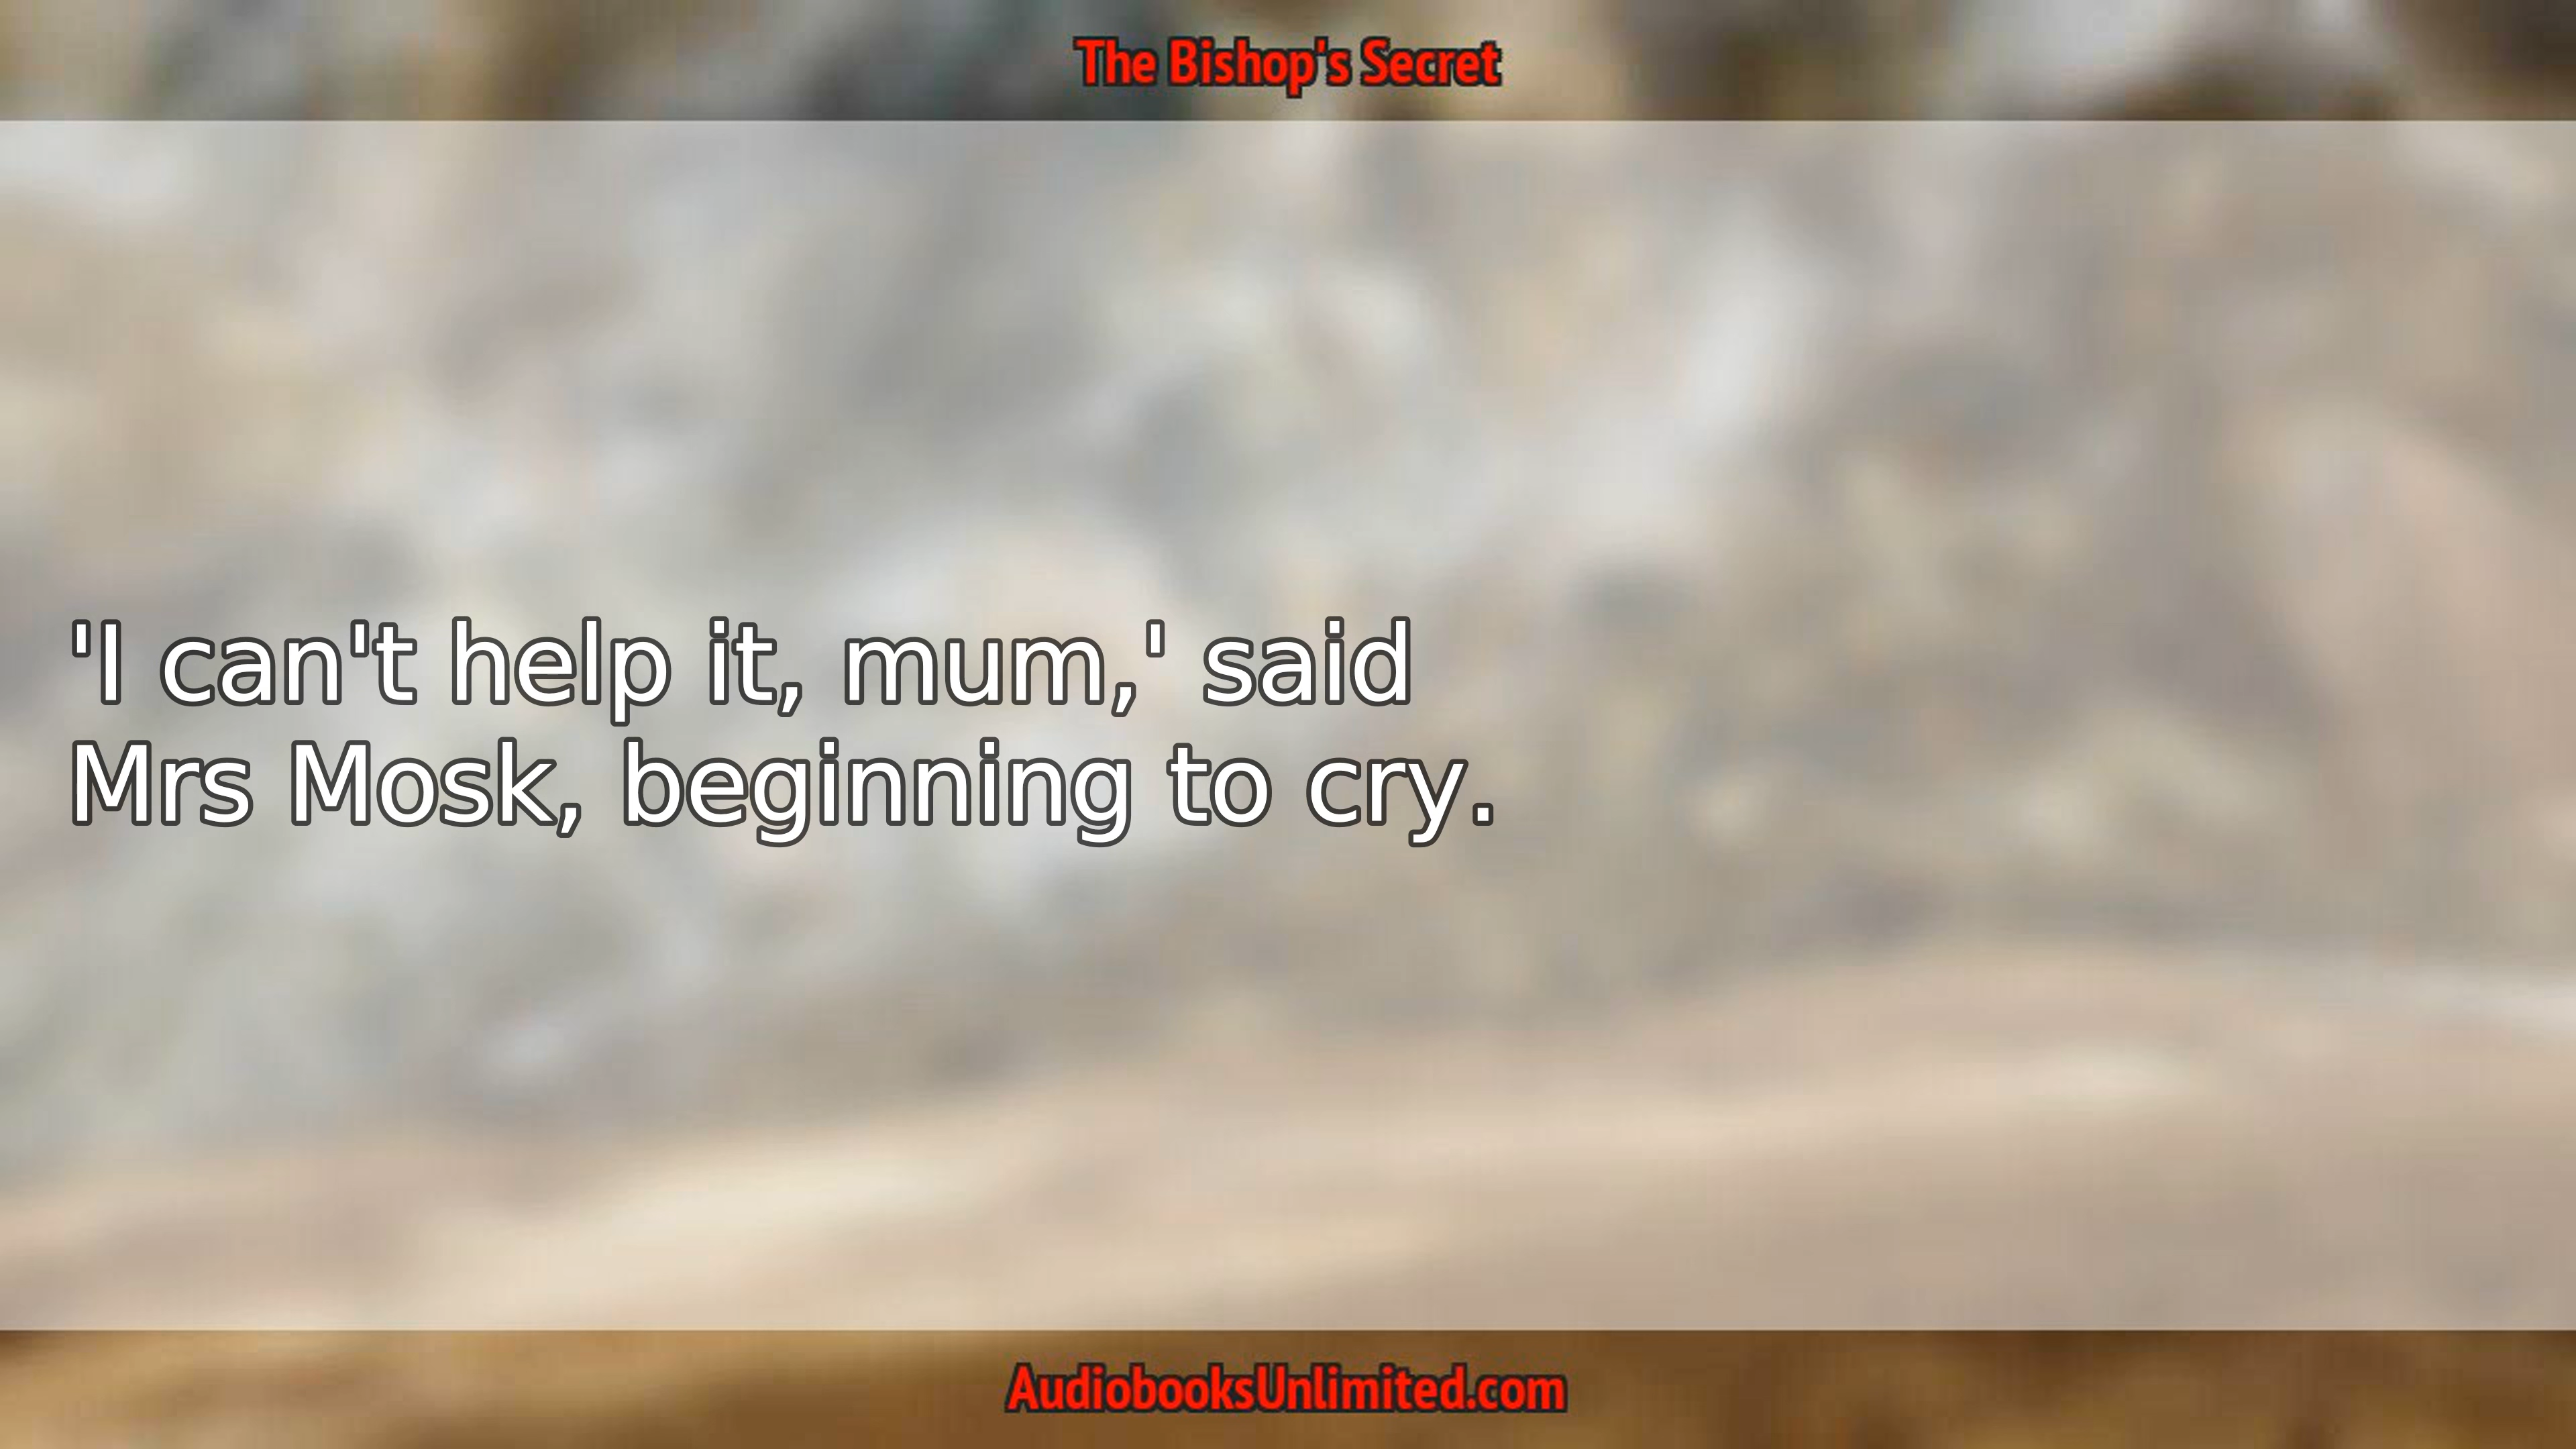 The Bishop's Secret
'I can't help it, mum,' said
Mrs Mosk, beginning to cry.
AudiobooksUnlimited.com